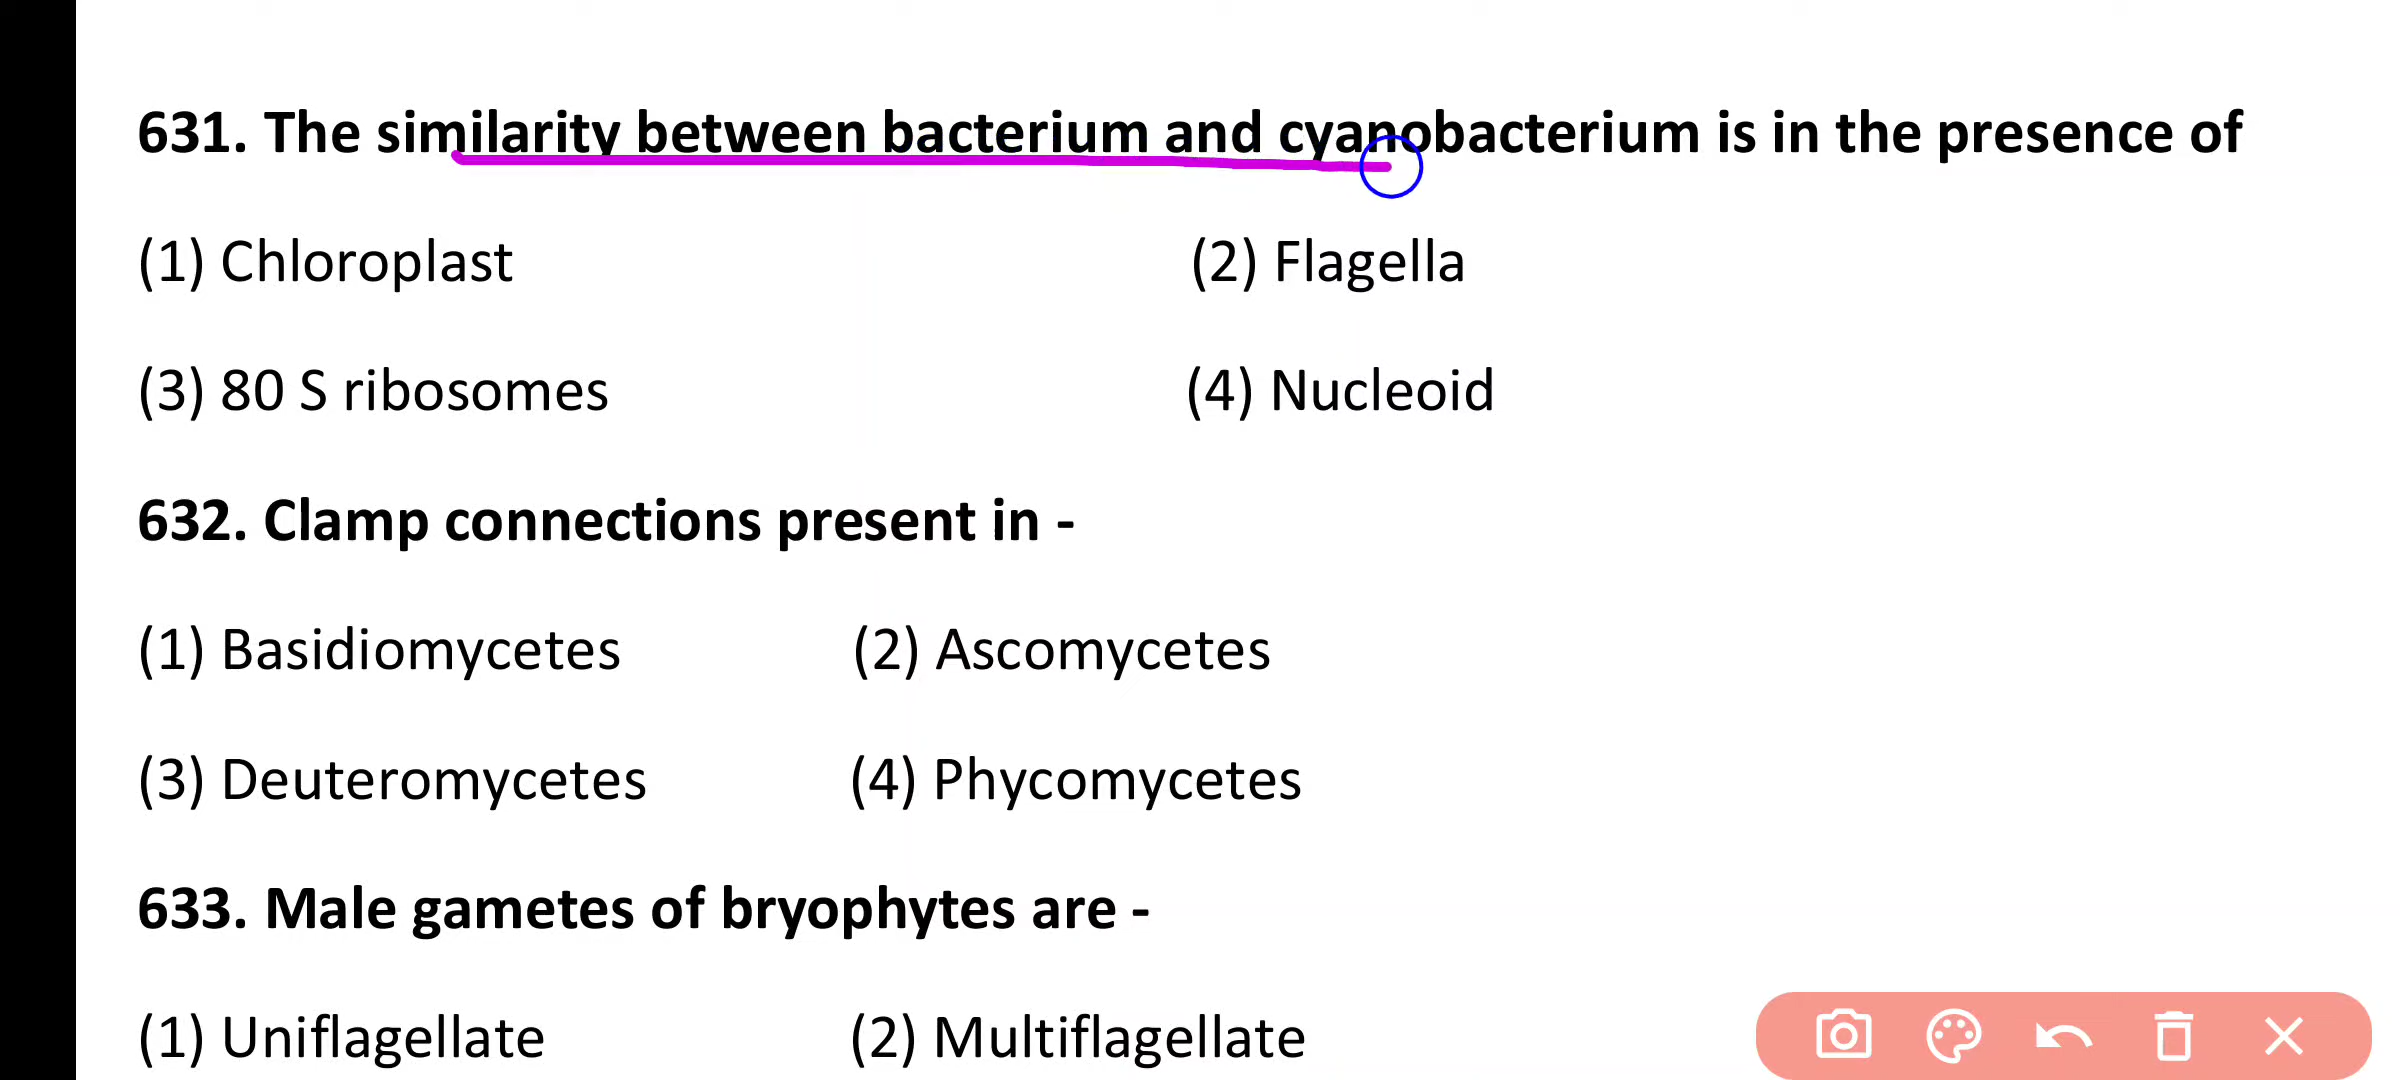 631. The similarity between bacterium and cyanobacterium is in the presence of
(1) Chloroplast (2) Flagella
(3) 80 S ribosomes (4) Nucleoid
632. Clamp connections present in -
(1) Basidiomycetes (2) Ascomycetes
(3) Deuteromycetes (4) Phycomycetes
633. Male gametes of bryophytes are -
(1) Uniflagellate (2) Multiflagellate